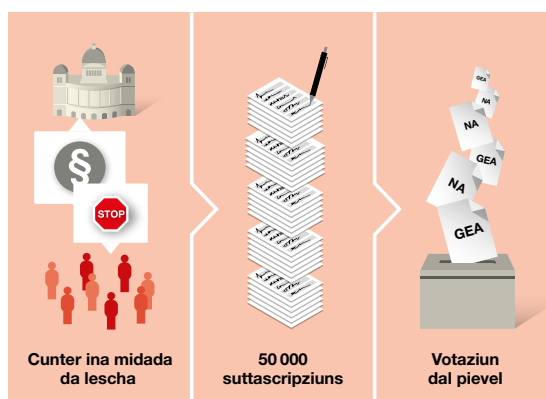 §
STOP
Cunter ina midada
da lescha
50 000
suttascripziuns
GEA
NA
NA
GEA
NA
GEA
Votaziun
dal pievel